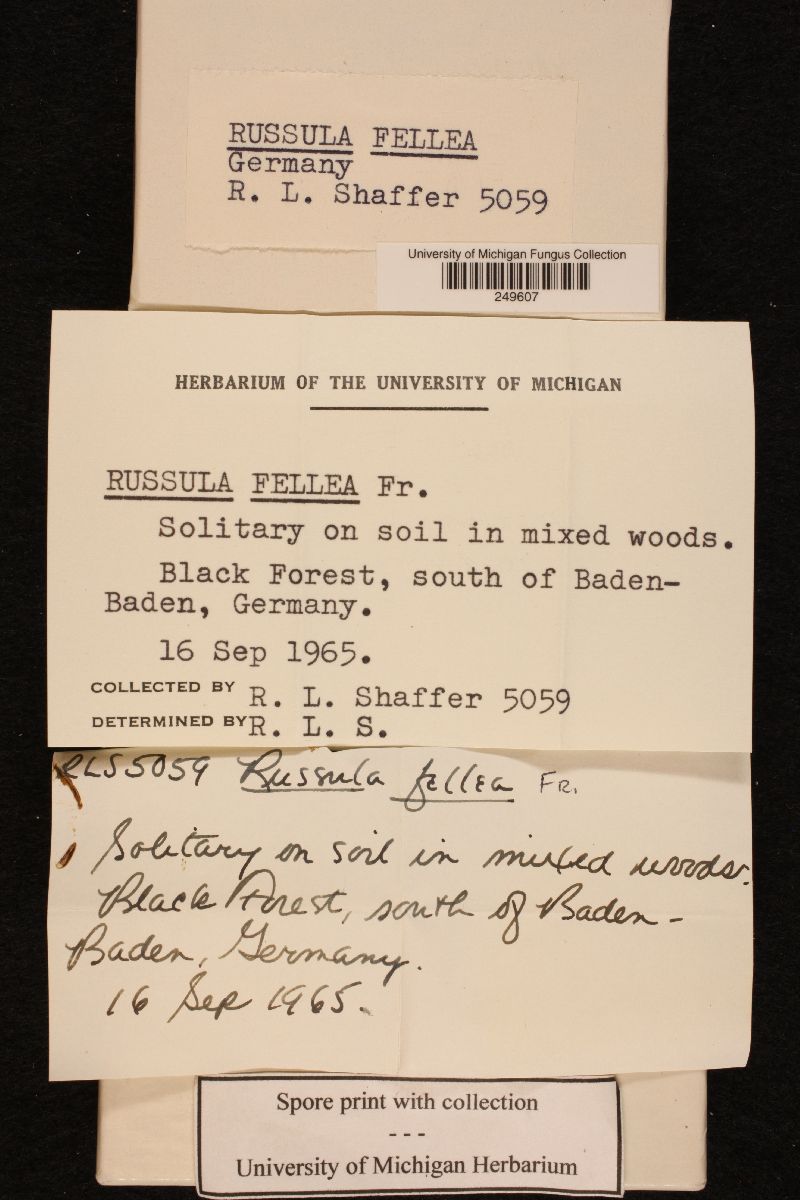 RUSSULA FELLEA
Germany
R. L. Shaffer 5059
University of Michigan Fungus Collection
249607
HERBARIUM OF THE UNIVERSITY OF MICHIGAN
RUSSULA FELLEA Fr.
Solitary on soil in mixed woods.
Black Forest, south of Baden-
Baden, Germany.
16 Sep 1965.
COLLECTED BY R. L. Shaffer 5059
DETERMINED BY R. L. S.
RLS 5059 Russula fellea FR.
Solitary on soil in mixed woods.
Black Forest, south of Baden-
Baden, Germany.
16 Sep 1965.
Spore print with collection
---
University of Michigan Herbarium